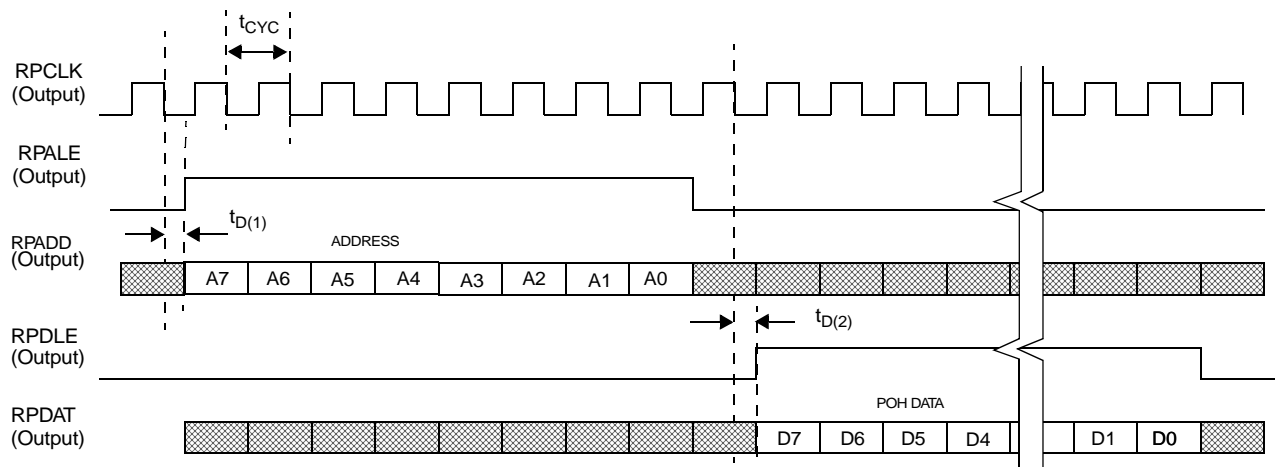 tCYC
RPCLK
(Output)
RPALE
(Output)
tD(1)
RPADD
(Output)
ADDRESS
A7 A6 A5 A4 A3 A2 A1 A0
tD(2)
RPDLE
(Output)
RPDAT
(Output)
POH DATA
D7 D6 D5 D4 D1 D0